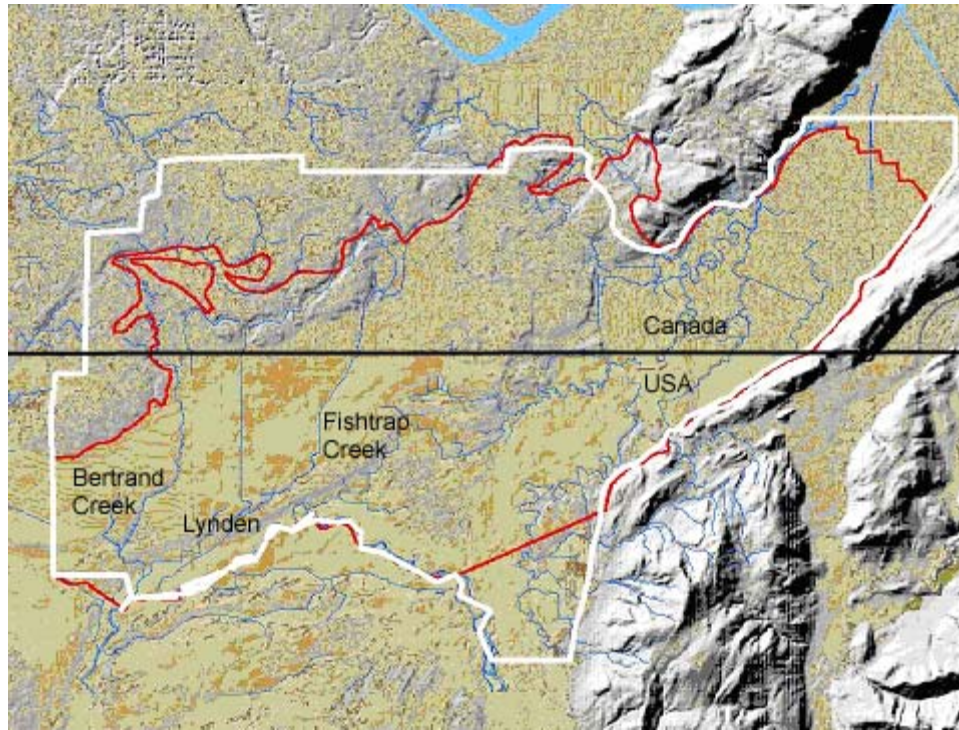 Canada
USA
Fishtrap
Creek
Bertrand
Creek
Lynden